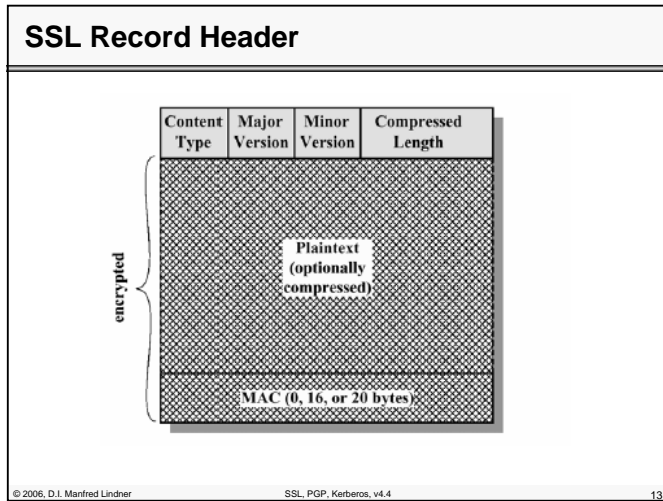 SSL Record Header
Content Type
Major Version
Minor Version
Compressed Length
encrypted
Plaintext
(optionally
compressed)
MAC (0, 16, or 20 bytes)
© 2006, D.I. Manfred Lindner
SSL, PGP, Kerberos, v4.4
13